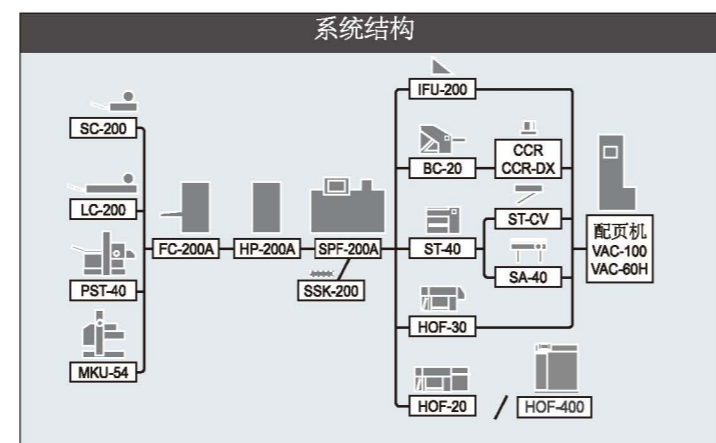 系统结构
SC-200
LC-200
PST-40
MKU-54
FC-200A
HP-200A
SPF-200A
SSK-200
IFU-200
BC-20
CCR
CCR-DX
ST-40
ST-CV
SA-40
HOF-30
HOF-20
/
HOF-400
配页机
VAC-100
VAC-60H